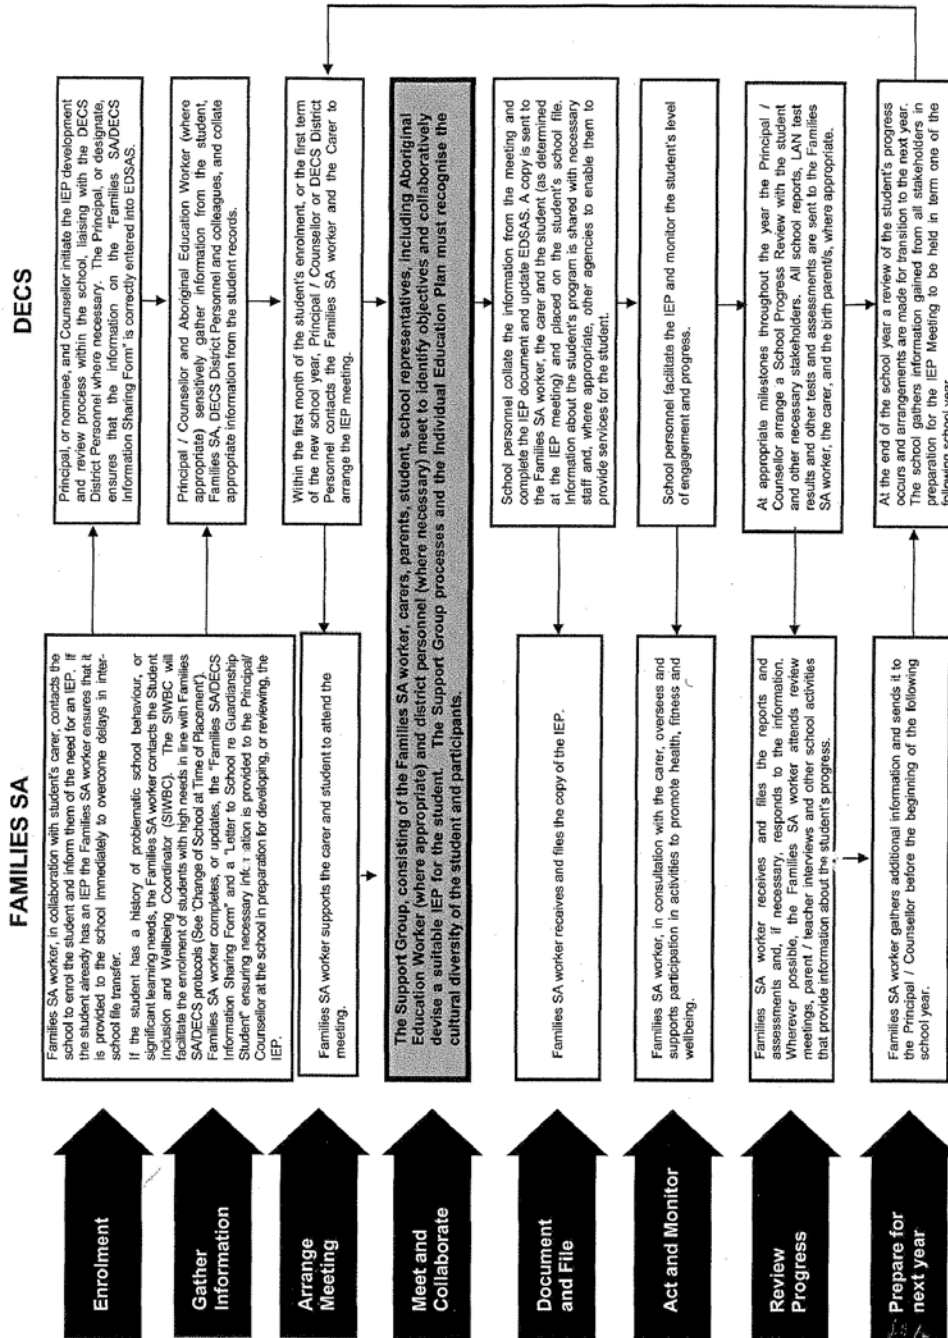 FAMILIES SA
DECS
Enrolment
Families SA worker, in collaboration with student's carer, contacts the
school to enrol the student and inform them of the need for an IEP. If
the student already has an IEP the Families SA worker ensures that it
is provided to the school immediately to overcome delays in inter-
school file transfer.
If the student has a history of problematic school behaviour, or
significant learning needs, the Families SA worker contacts the Student
Inclusion and Wellbeing Coordinator (SIWBC). The SIWBC will
facilitate the enrolment of students with high needs in line with Families
SA/DECS protocols (See Change of School at Time of Placement').
Families SA worker completes, or updates, the "Families SA/DECS
Information Sharing Form" and a "Letter to School re Guardianship
Student" ensuring necessary information is provided to the Principal/
Counsellor at the school in preparation for developing, or reviewing, the
IEP.
Principal, or nominee, and Counsellor initiate the IEP development
and review process within the school, liaising with the DECS
District Personnel where necessary. The Principal, or designate,
ensures that the information on the "Families SA/DECS
Information Sharing Form" is correctly entered into EDSAS.
Gather
Information
Principal / Counsellor and Aboriginal Education Worker (where
appropriate) sensitively gather information from the student,
Families SA, DECS District Personnel and colleagues, and collate
appropriate information from the student records.
Arrange
Meeting
Families SA worker supports the carer and student to attend the
meeting.
Within the first month of the student's enrolment, or the first term
of the new school year, Principal / Counsellor or DECS District
Personnel contacts the Families SA worker and the Carer to
arrange the IEP meeting.
Meet and
Collaborate
The Support Group, consisting of the Families SA worker, carers, parents, student, school representatives, including Aboriginal
Education Worker (where appropriate) and district personnel (where necessary) meet to identify objectives and collaboratively
devise a suitable IEP for the student. The Support Group processes and the Individual Education Plan must recognise the
cultural diversity of the student and participants.
Document
and File
Families SA worker receives and files the copy of the IEP.
School personnel collate the information from the meeting and
complete the IEP document and update EDSAS. A copy is sent to
the Families SA worker, the carer and the student (as determined
at the IEP meeting) and placed on the student's school file.
Information about the student's program is shared with necessary
staff and, where appropriate, other agencies to enable them to
provide services for the student.
Act and Monitor
Families SA worker, in consultation with the carer, oversees and
supports participation in activities to promote health, fitness and
wellbeing.
School personnel facilitate the IEP and monitor the student's level
of engagement and progress.
Review
Progress
Families SA worker receives and files the reports and
assessments and, if necessary, responds to the information.
Wherever possible, the Families SA worker attends review
meetings, parent / teacher interviews and other school activities
that provide information about the student's progress.
At appropriate milestones throughout the year the Principal /
Counsellor arrange a School Progress Review with the student
and other necessary stakeholders. All school reports, LAN test
results and other tests and assessments are sent to the Families
SA worker, the carer, and the birth parent/s, where appropriate.
Prepare for
next year
Families SA worker gathers additional information and sends it to
the Principal / Counsellor before the beginning of the following
school year.
At the end of the school year a review of the student's progress
occurs and arrangements are made for transition to the next year.
The school gathers information gained from all stakeholders in
preparation for the IEP Meeting to be held in term one of the
following school year.